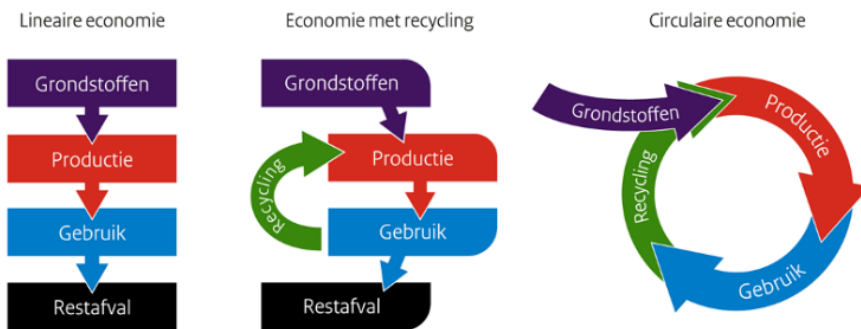 Lineaire economie
Grondstoffen
Productie
Gebruik
Restafval
Economie met recycling
Grondstoffen
Productie
Recycling
Gebruik
Restafval
Circulaire economie
Grondstoffen
Productie
Recycling
Gebruik